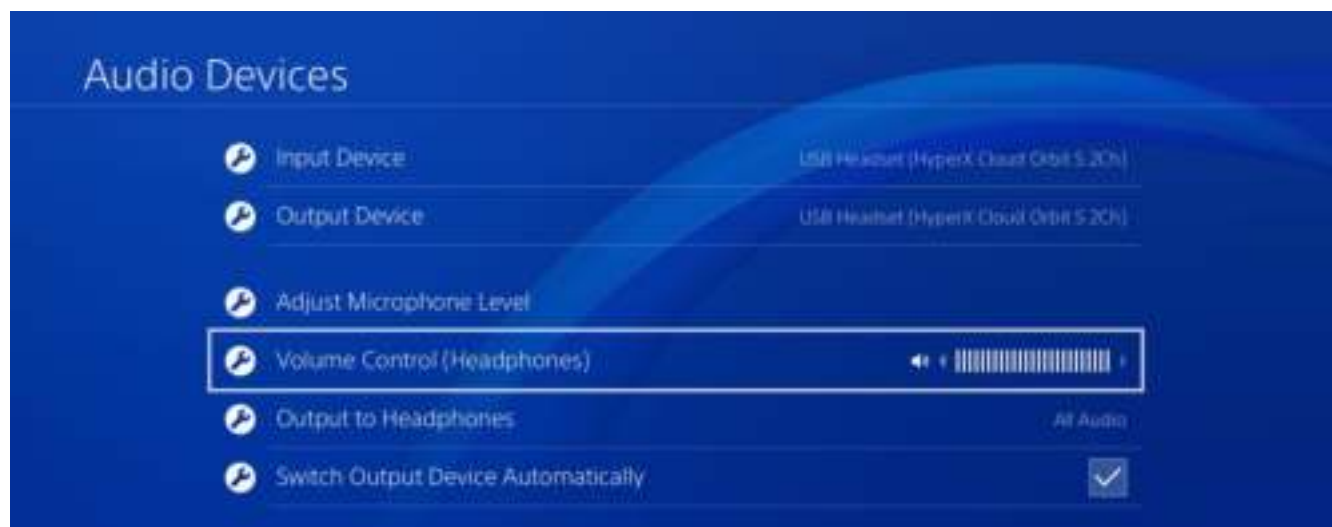 Audio Devices
Input Device
USB Headset (HyperX Cloud Orbit S 2Ch)
Output Device
USB Headset (HyperX Cloud Orbit S 2Ch)
Adjust Microphone Level
Volume Control (Headphones)
Output to Headphones
All Audio
Switch Output Device Automatically